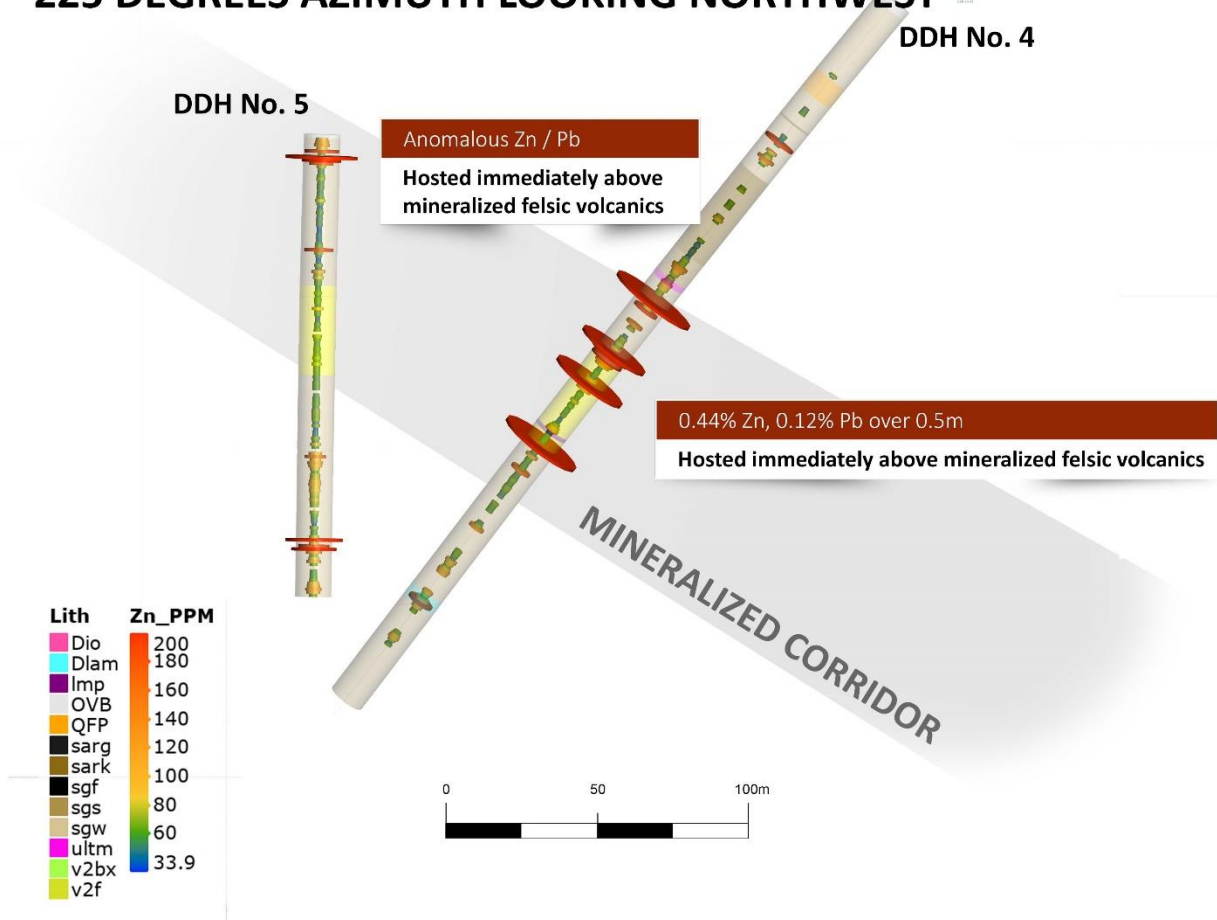 225 DEGREES AZIMUTH LOOKING NORTHWEST
DDH No. 4
DDH No. 5
Anomalous Zn / Pb
Hosted immediately above
mineralized felsic volcanics
0.44% Zn, 0.12% Pb over 0.5m
Hosted immediately above mineralized felsic volcanics
MINERALIZED CORRIDOR
Lith
Dio
Dlam
lmp
OVB
QFP
sarg
sark
sgf
sgs
sgw
ultm
v2bx
v2f
Zn_PPM
200
180
160
140
120
100
80
60
33.9
0 50 100m